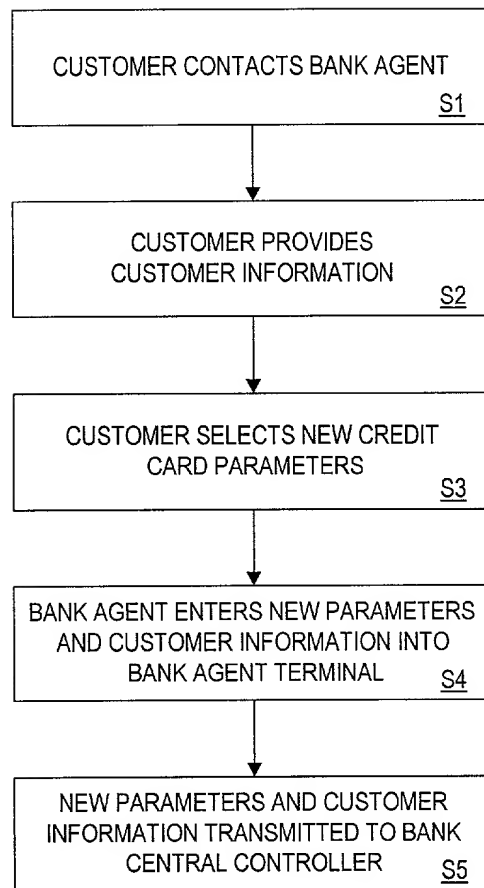 CUSTOMER CONTACTS BANK AGENT
S1
CUSTOMER PROVIDES
CUSTOMER INFORMATION
S2
CUSTOMER SELECTS NEW CREDIT
CARD PARAMETERS
S3
BANK AGENT ENTERS NEW PARAMETERS
AND CUSTOMER INFORMATION INTO
BANK AGENT TERMINAL
S4
NEW PARAMETERS AND CUSTOMER
INFORMATION TRANSMITTED TO BANK
CENTRAL CONTROLLER
S5